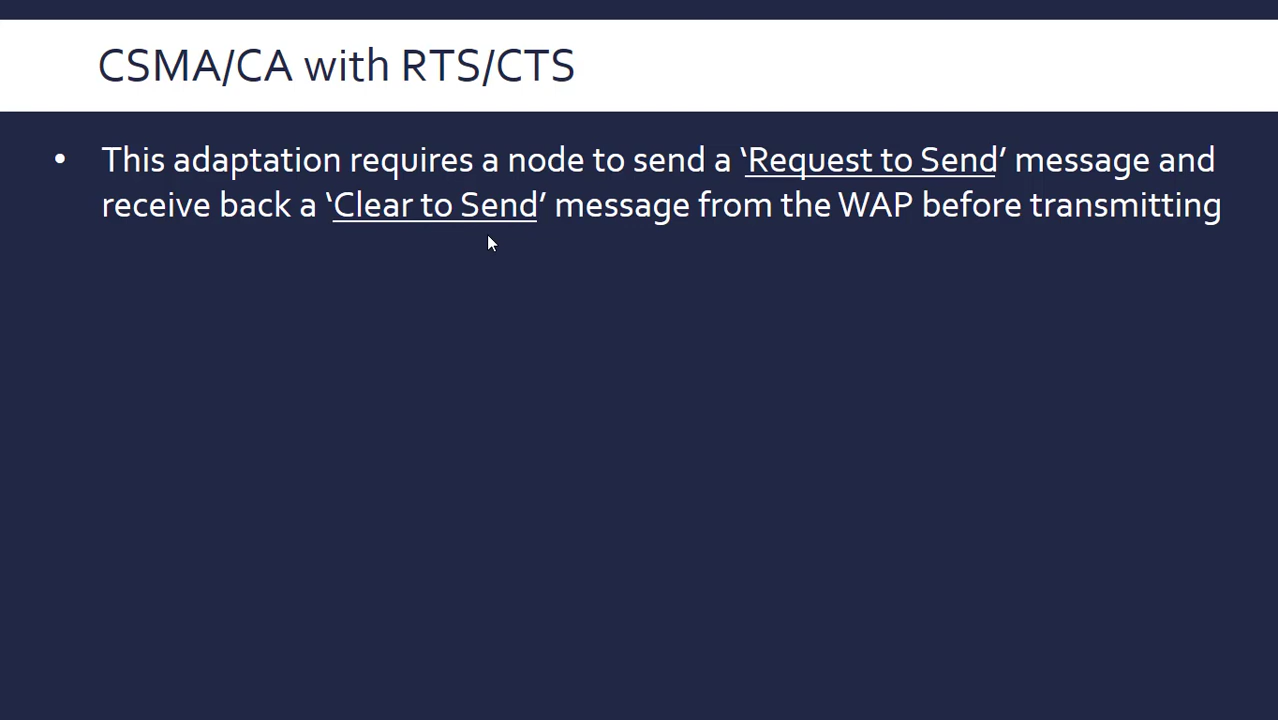 CSMA/CA with RTS/CTS
• This adaptation requires a node to send a ‘Request to Send’ message and
receive back a ‘Clear to Send’ message from the WAP before transmitting